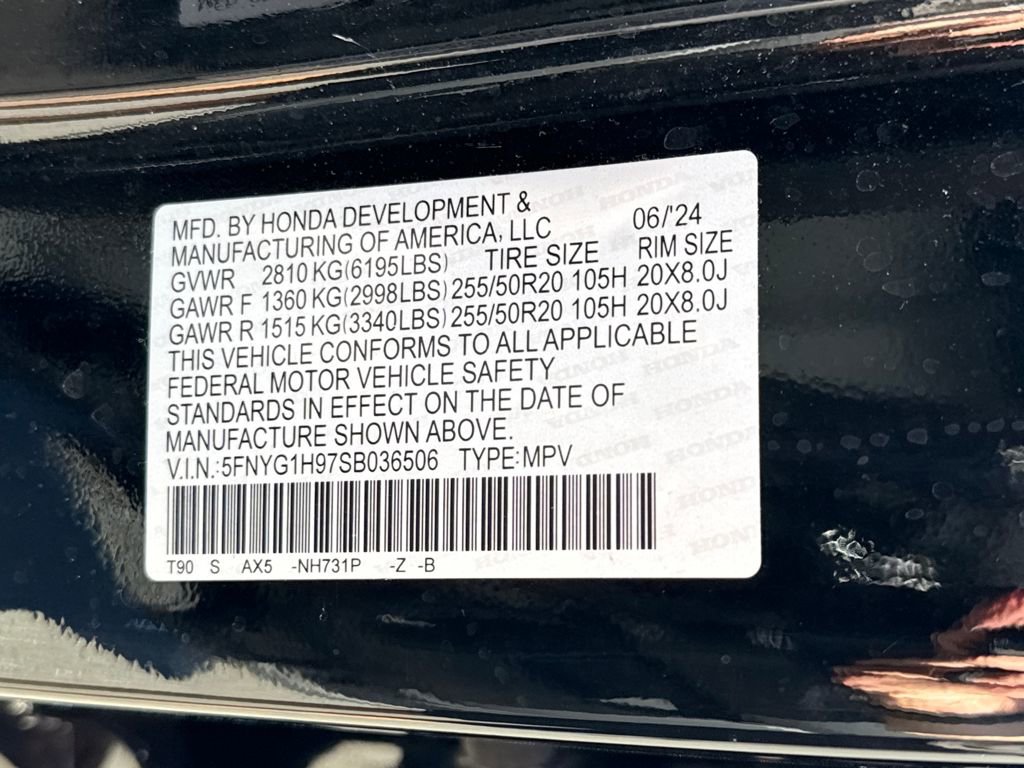 MFD. BY HONDA DEVELOPMENT &
MANUFACTURING OF AMERICA, LLC 06/'24
GVWR 2810 KG(6195LBS) TIRE SIZE RIM SIZE
GAWR F 1360 KG(2998LBS) 255/50R20 105H 20X8.0J
GAWR R 1515 KG(3340LBS) 255/50R20 105H 20X8.0J
THIS VEHICLE CONFORMS TO ALL APPLICABLE
FEDERAL MOTOR VEHICLE SAFETY
STANDARDS IN EFFECT ON THE DATE OF
MANUFACTURE SHOWN ABOVE.
V.I.N.:5FNYG1H97SB036506 TYPE:MPV
T90 S AX5 -NH731P -Z -B